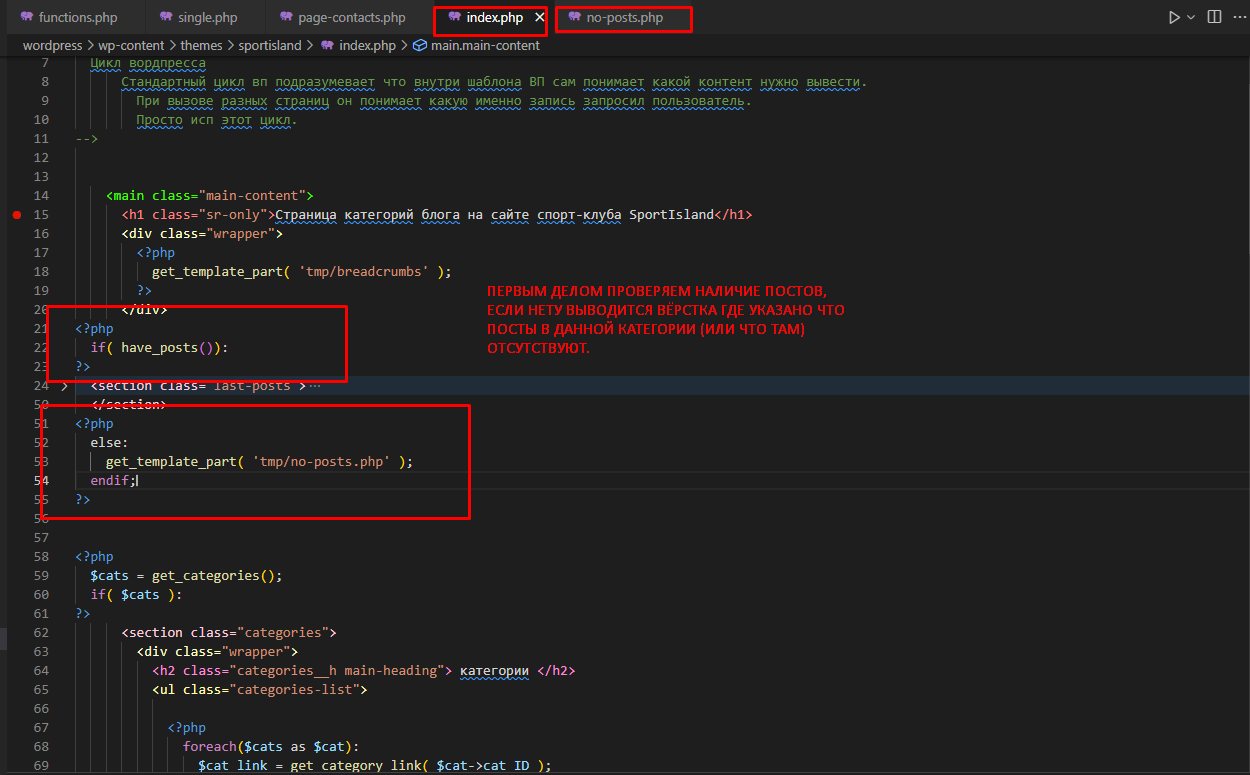 functions.php single.php page-contacts.php index.php no-posts.php
wordpress > wp-content > themes > sportisland > index.php > main.main-content
7 Цикл вордпресса
8 Стандартный цикл вп подразумевает что внутри шаблона ВП сам понимает какой контент нужно вывести.
9 При вызове разных страниц он понимает какую именно запись запросил пользователь.
10 Просто исп этот цикл.
11 -->
12
13
14 <main class="main-content">
15 <h1 class="sr-only">Страница категорий блога на сайте спорт-клуба SportIsland</h1>
16 <div class="wrapper">
17 <?php
18 get_template_part( 'tmp/breadcrumbs' );
19 ?>
20 </div>
ПЕРВЫМ ДЕЛОМ ПРОВЕРЯЕМ НАЛИЧИЕ ПОСТОВ,
ЕСЛИ НЕТУ ВЫВОДИТСЯ ВЁРСТКА ГДЕ УКАЗАНО ЧТО
ПОСТЫ В ДАННОЙ КАТЕГОРИИ (ИЛИ ЧТО ТАМ)
ОТСУТСТВУЮТ.
21 <?php
22 if( have_posts()):
23 ?>
24 <section class="last-posts">…
50 </section>
51 <?php
52 else:
53 get_template_part( 'tmp/no-posts.php' );
54 endif;
55 ?>
56
57
58 <?php
59 $cats = get_categories();
60 if( $cats ):
61 ?>
62 <section class="categories">
63 <div class="wrapper">
64 <h2 class="categories__h main-heading"> категории </h2>
65 <ul class="categories-list">
66
67 <?php
68 foreach($cats as $cat):
69 $cat_link = get_category_link( $cat->cat_ID );